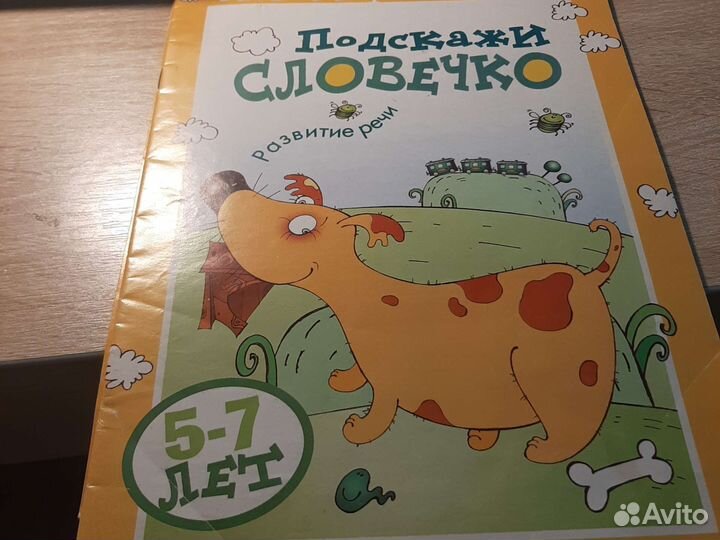 Подскажи
словечко
Развитие речи
5-7
лет
Avito